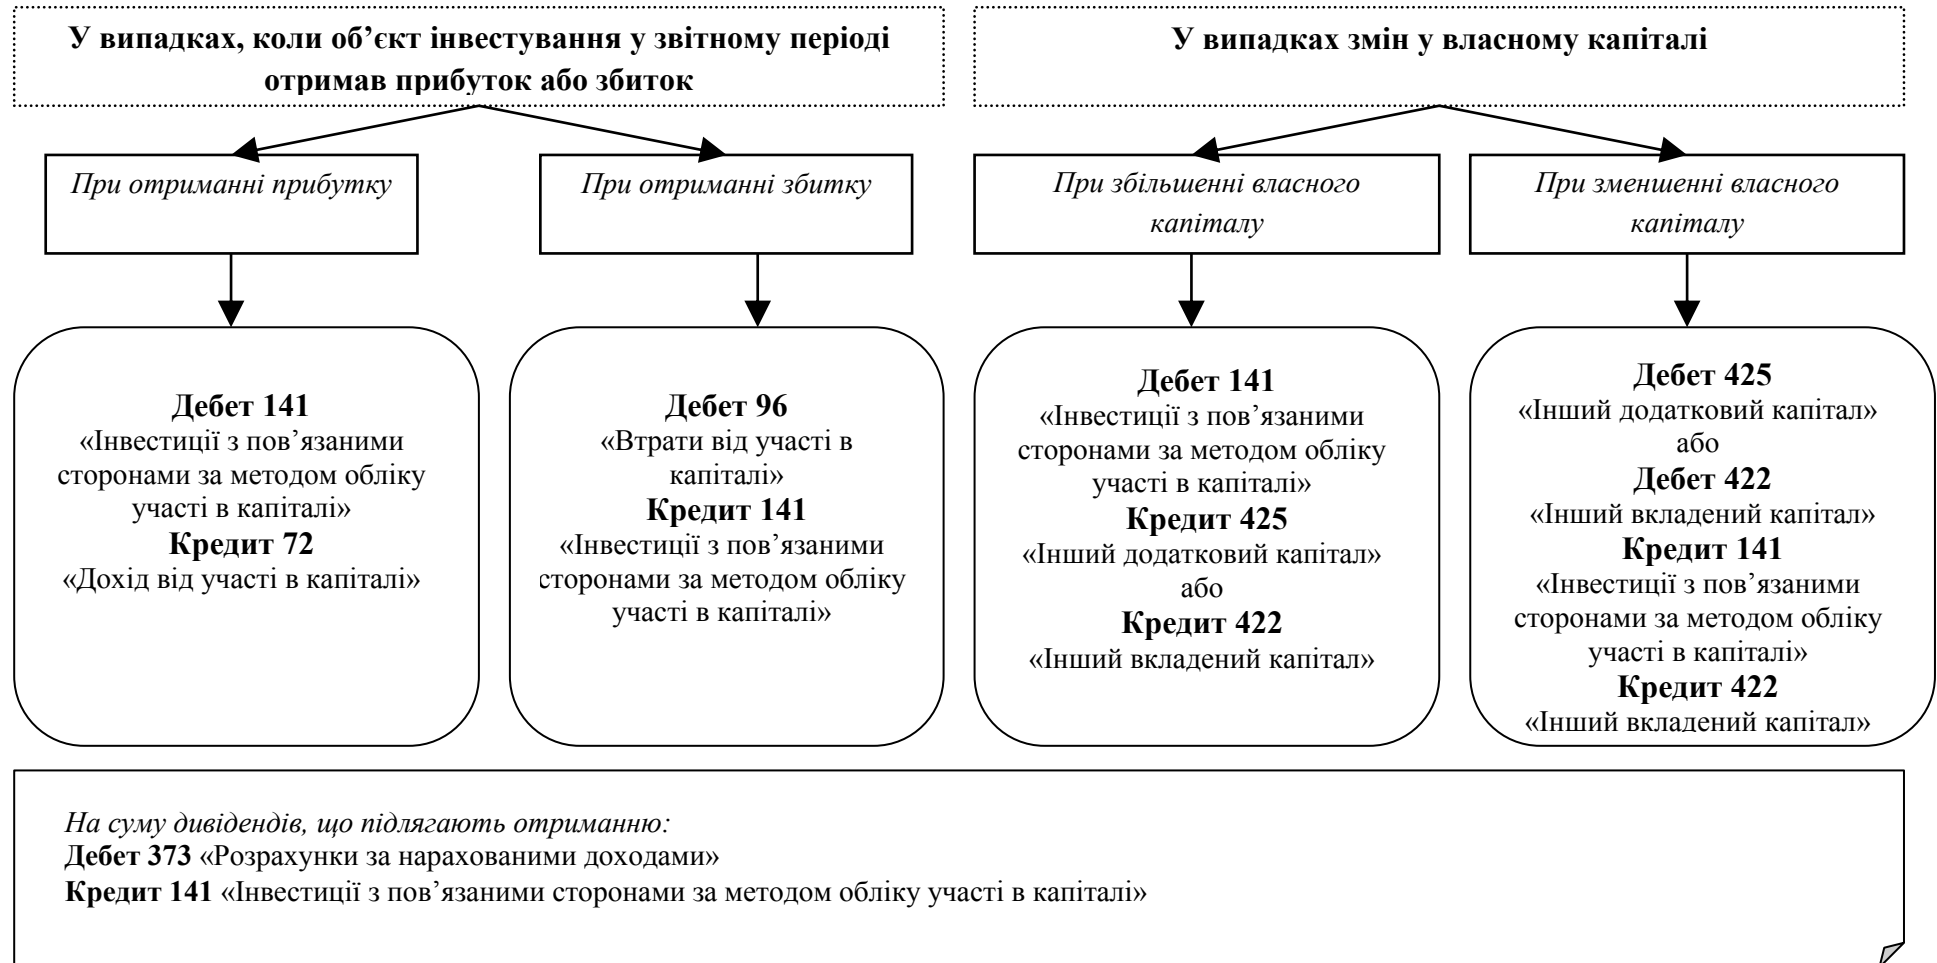 У випадках, коли об’єкт інвестування у звітному періоді
отримав прибуток або збиток
У випадках змін у власному капіталі
При отриманні прибутку
При отриманні збитку
При збільшенні власного
капіталу
При зменшенні власного
капіталу
Дебет 141
«Інвестиції з пов’язаними
сторонами за методом обліку
участі в капіталі»
Кредит 72
«Дохід від участі в капіталі»
Дебет 96
«Втрати від участі в
капіталі»
Кредит 141
«Інвестиції з пов’язаними
сторонами за методом обліку
участі в капіталі»
Дебет 141
«Інвестиції з пов’язаними
сторонами за методом обліку
участі в капіталі»
Кредит 425
«Інший додатковий капітал»
або
Кредит 422
«Інший вкладений капітал»
Дебет 425
«Інший додатковий капітал»
або
Дебет 422
«Інший вкладений капітал»
Кредит 141
«Інвестиції з пов’язаними
сторонами за методом обліку
участі в капіталі»
Кредит 422
«Інший вкладений капітал»
На суму дивідендів, що підлягають отриманню:
Дебет 373 «Розрахунки за нарахованими доходами»
Кредит 141 «Інвестиції з пов’язаними сторонами за методом обліку участі в капіталі»